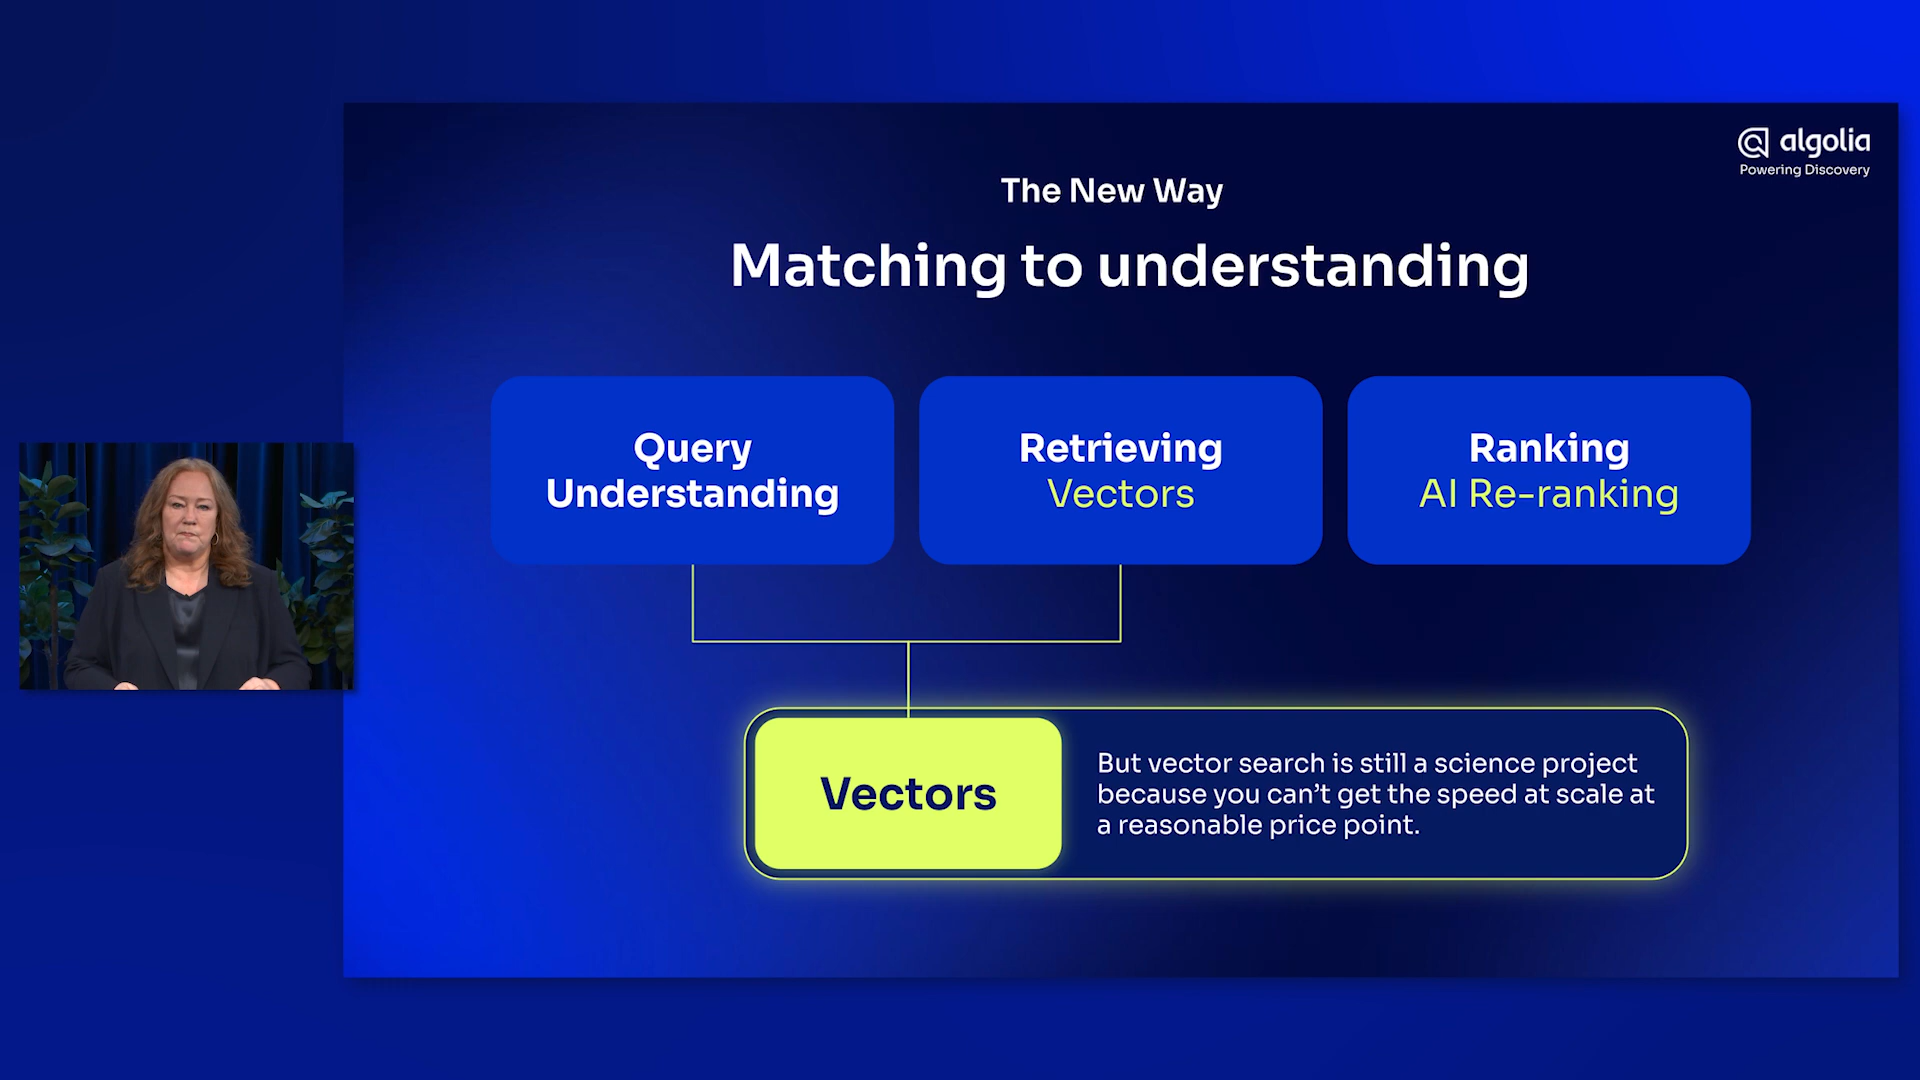 algolia
Powering Discovery
The New Way
Matching to understanding
Query
Understanding
Retrieving
Vectors
Ranking
AI Re-ranking
Vectors
But vector search is still a science project
because you can’t get the speed at scale at
a reasonable price point.